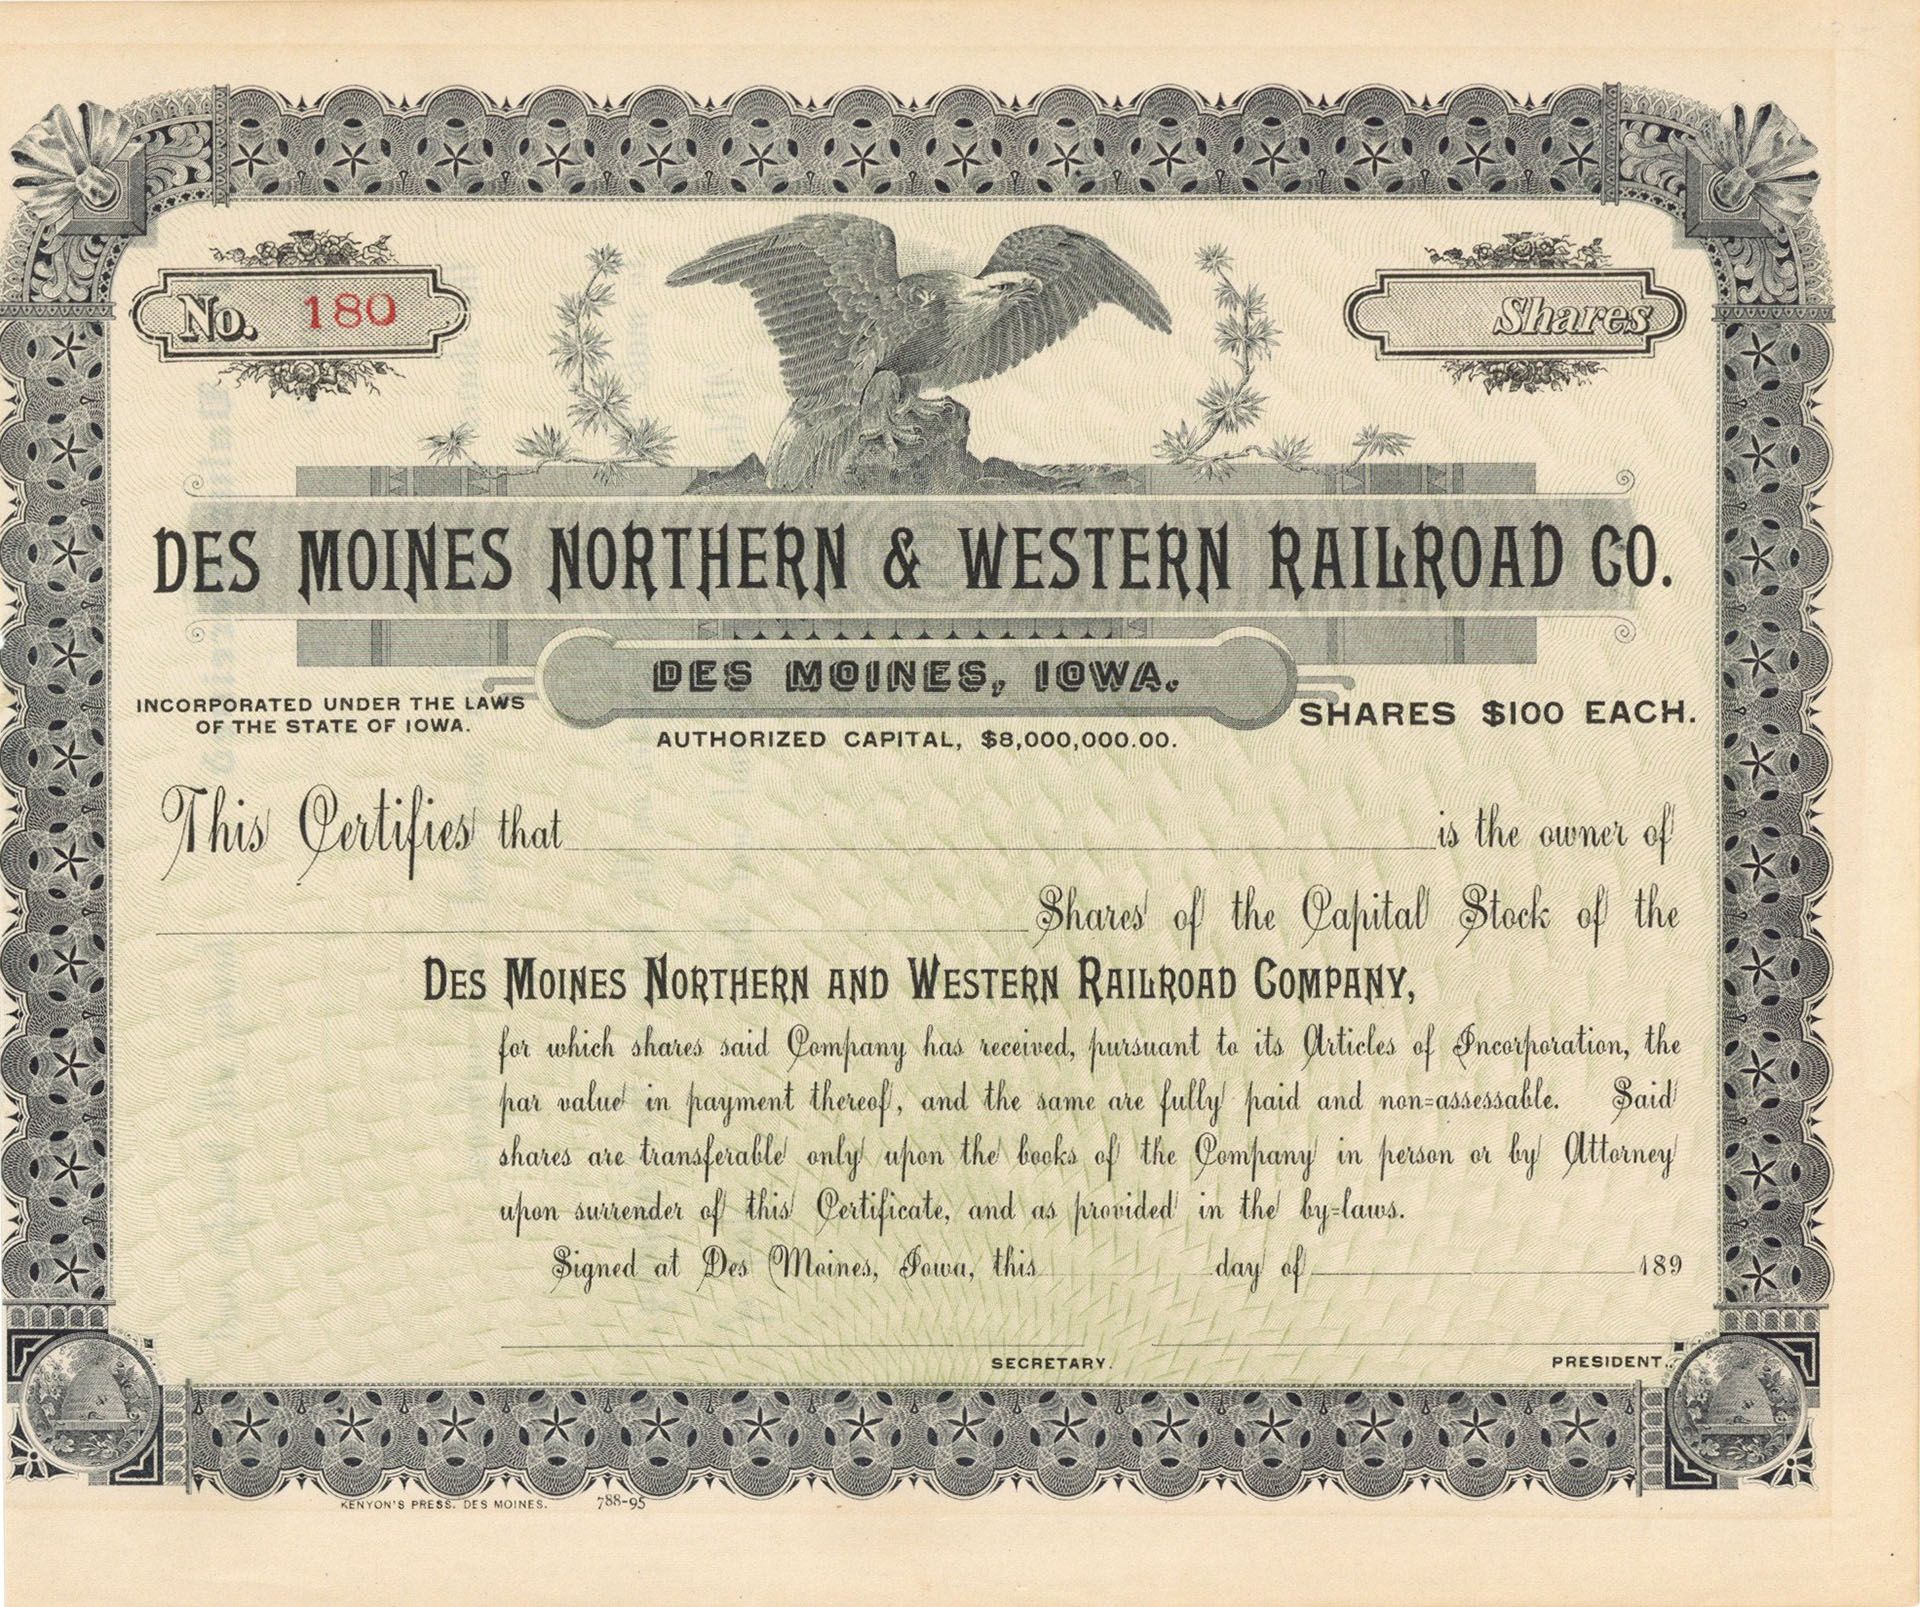 No. 180
Shares
DES MOINES NORTHERN & WESTERN RAILROAD CO.
DES MOINES, IOWA.
INCORPORATED UNDER THE LAWS
OF THE STATE OF IOWA.
AUTHORIZED CAPITAL, $8,000,000.00.
SHARES $100 EACH.
This Certifies that is the owner of
Shares of the Capital Stock of the
DES MOINES NORTHERN AND WESTERN RAILROAD COMPANY,
for which shares said Company has received, pursuant to its Articles of Incorporation, the
par value in payment thereof, and the same are fully paid and non=assessable. Said
shares are transferable only upon the books of the Company in person or by Attorney
upon surrender of this Certificate, and as provided in the by=laws.
Signed at Des Moines, Iowa, this day of 189
SECRETARY.
PRESIDENT.
KENYON'S PRESS. DES MOINES. 788-95